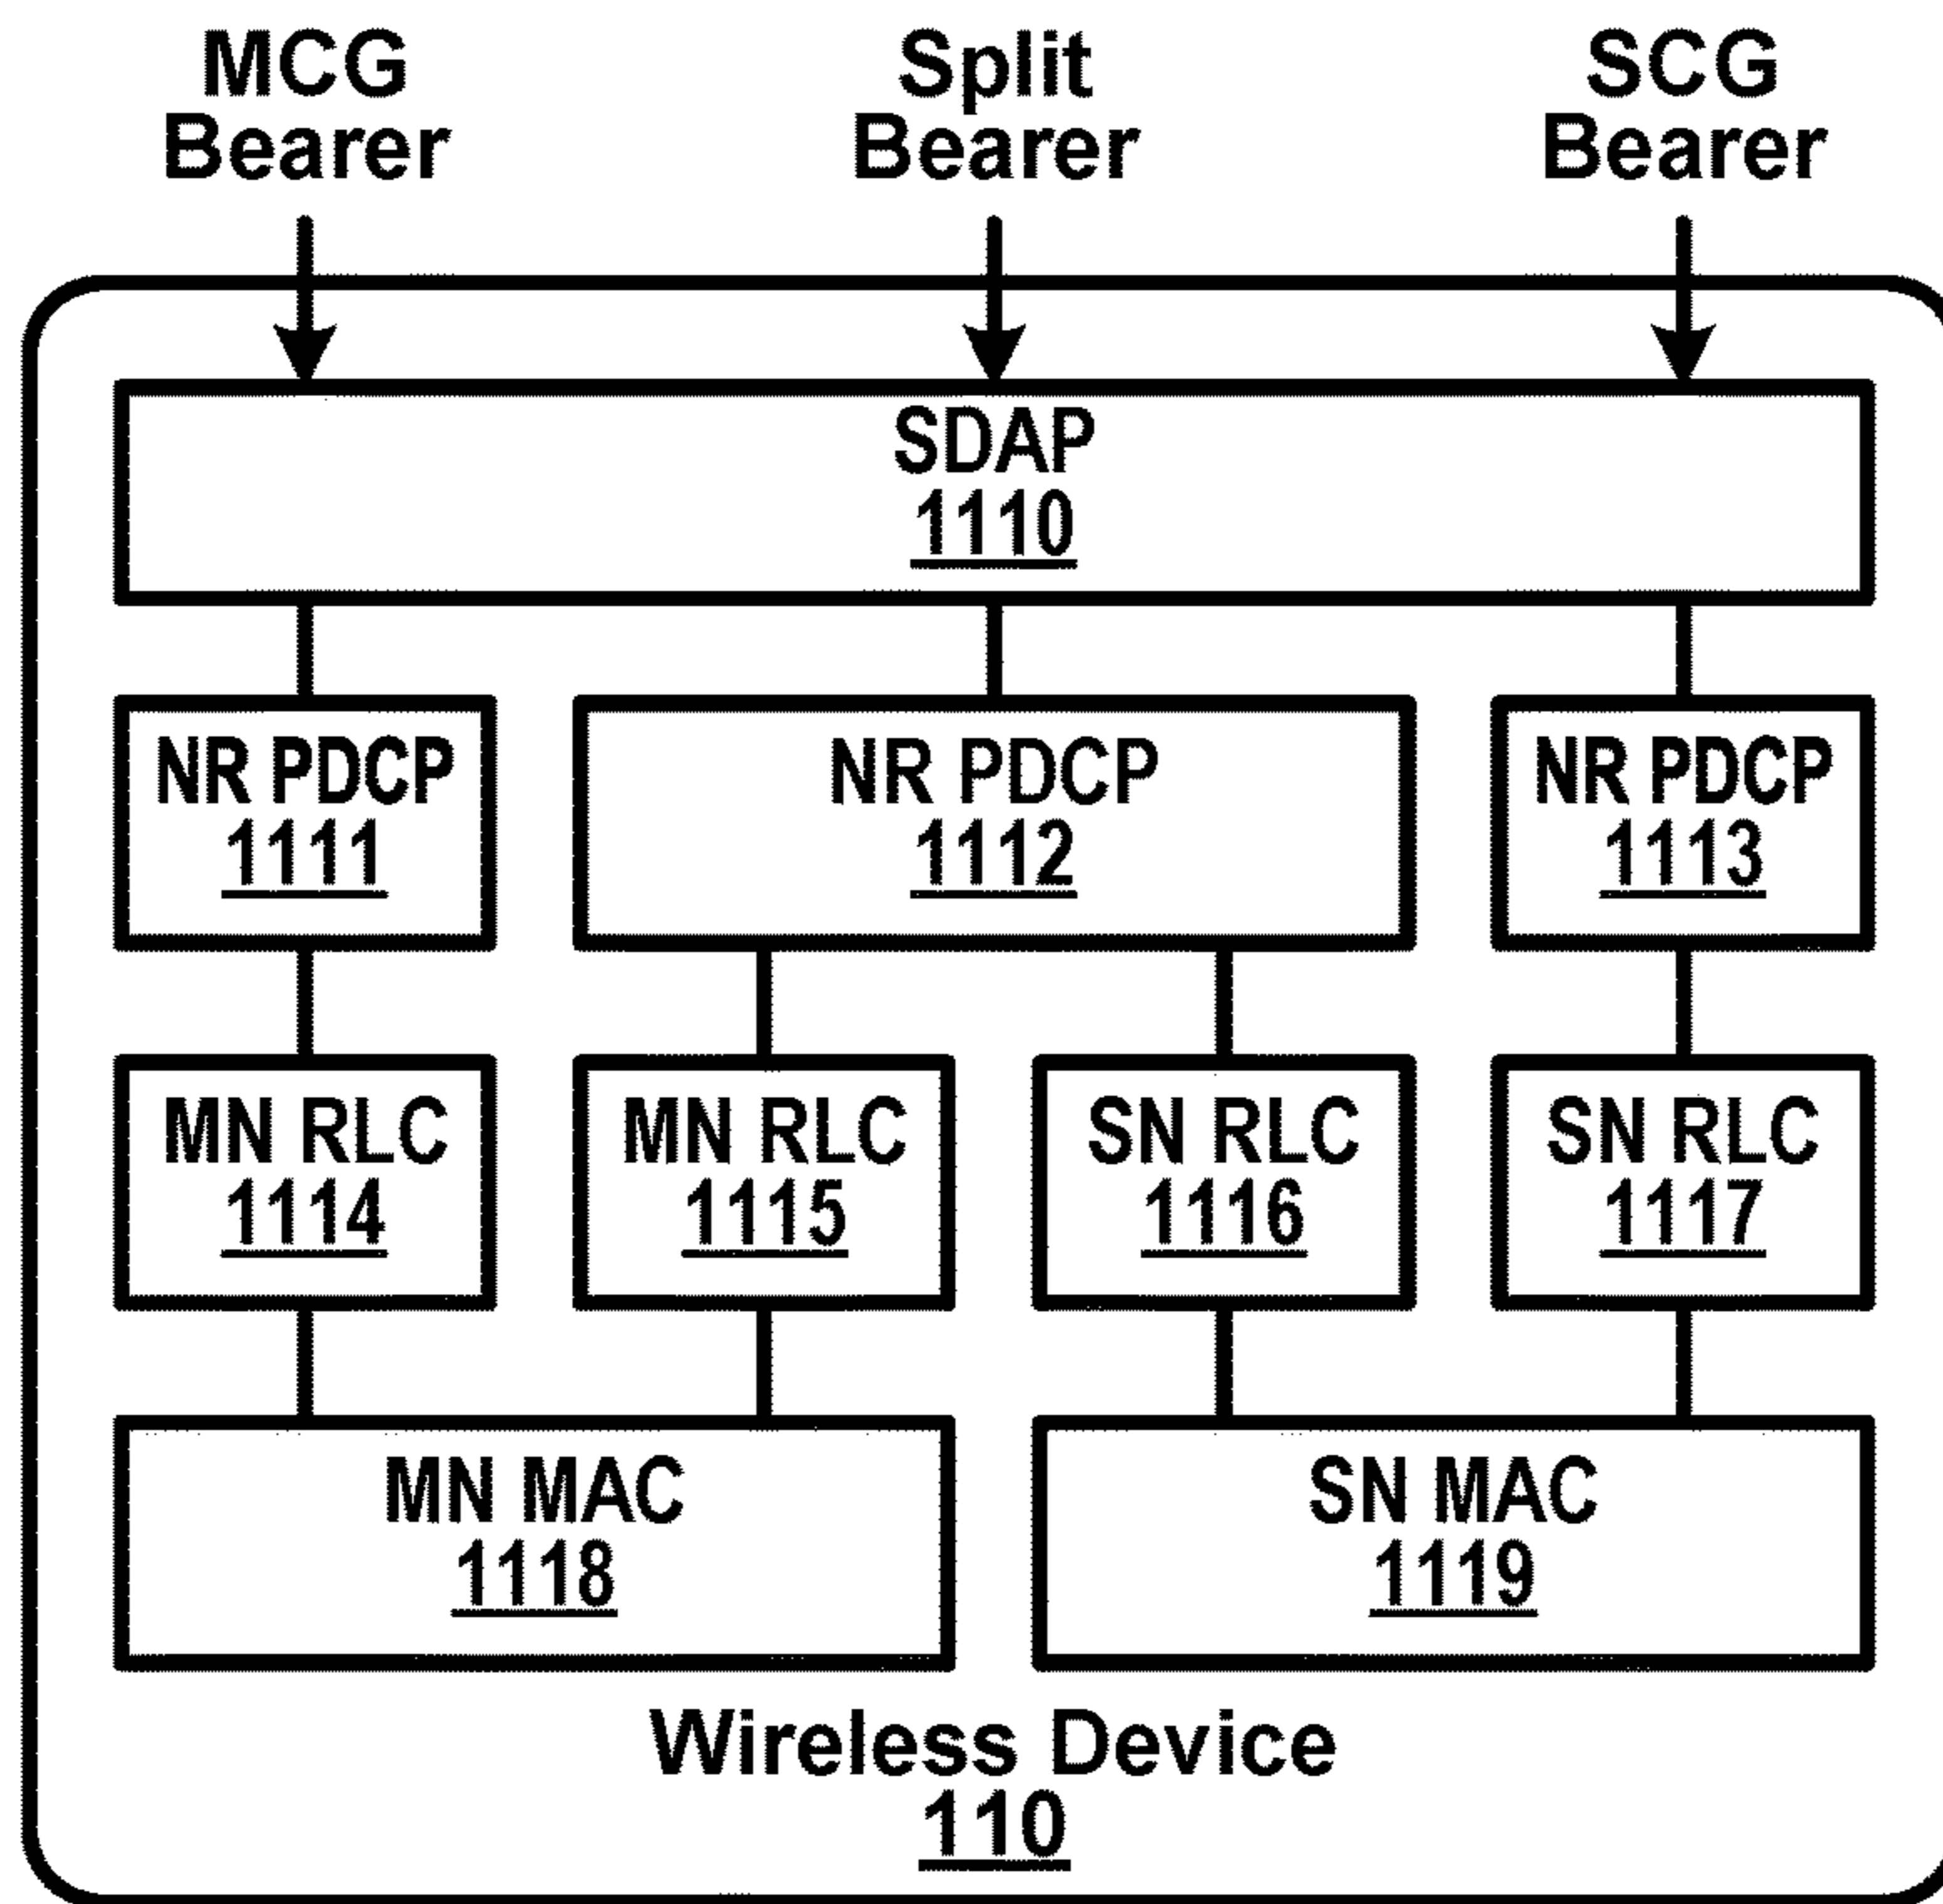 MCG
Bearer
Split
Bearer
SCG
Bearer
SDAP
1110
NR PDCP
1111
NR PDCP
1112
NR PDCP
1113
MN RLC
1114
MN RLC
1115
SN RLC
1116
SN RLC
1117
MN MAC
1118
SN MAC
1119
Wireless Device
110